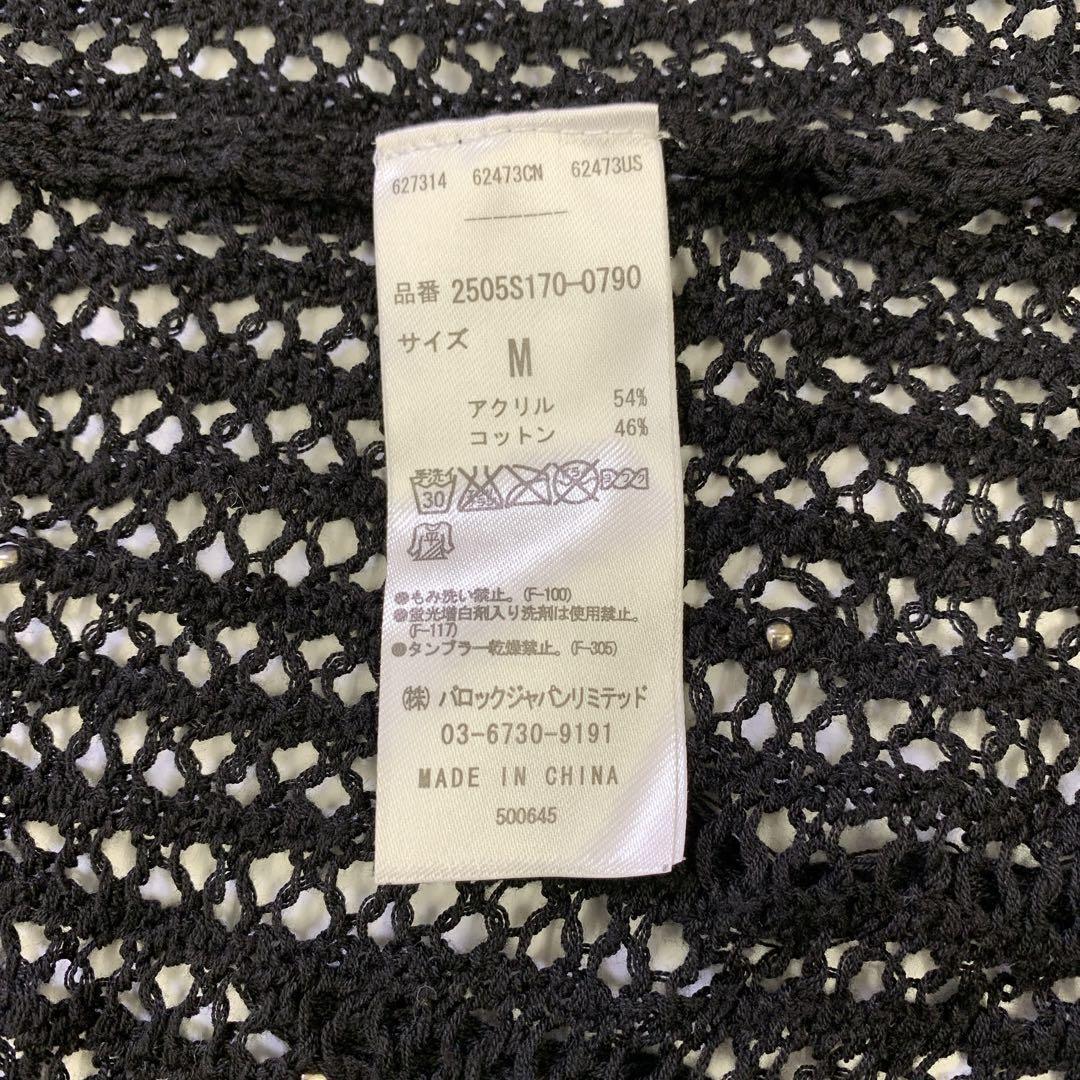 627314 62473CN 62473US
-------
品番 2505S170-0790
サイズ
M
アクリル 54%
コットン 46%
手洗イ
30
平
●もみ洗い禁止。(F-100)
●蛍光増白剤入り洗剤は使用禁止。
(F-117)
●タンブラー乾燥禁止。(F-305)
(株) バロックジャパンリミテッド
03-6730-9191
MADE IN CHINA
500645